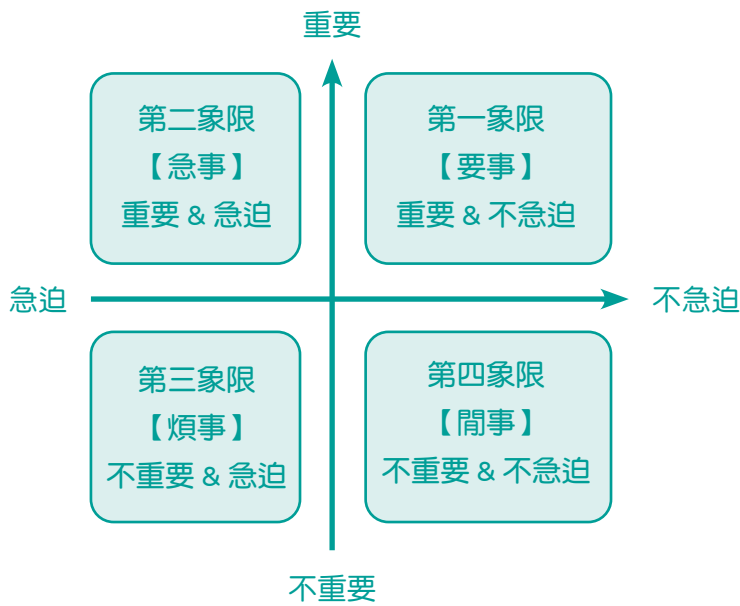 重要
第二象限
【急事】
重要 & 急迫
第一象限
【要事】
重要 & 不急迫
急迫
不急迫
第三象限
【煩事】
不重要 & 急迫
第四象限
【閒事】
不重要 & 不急迫
不重要